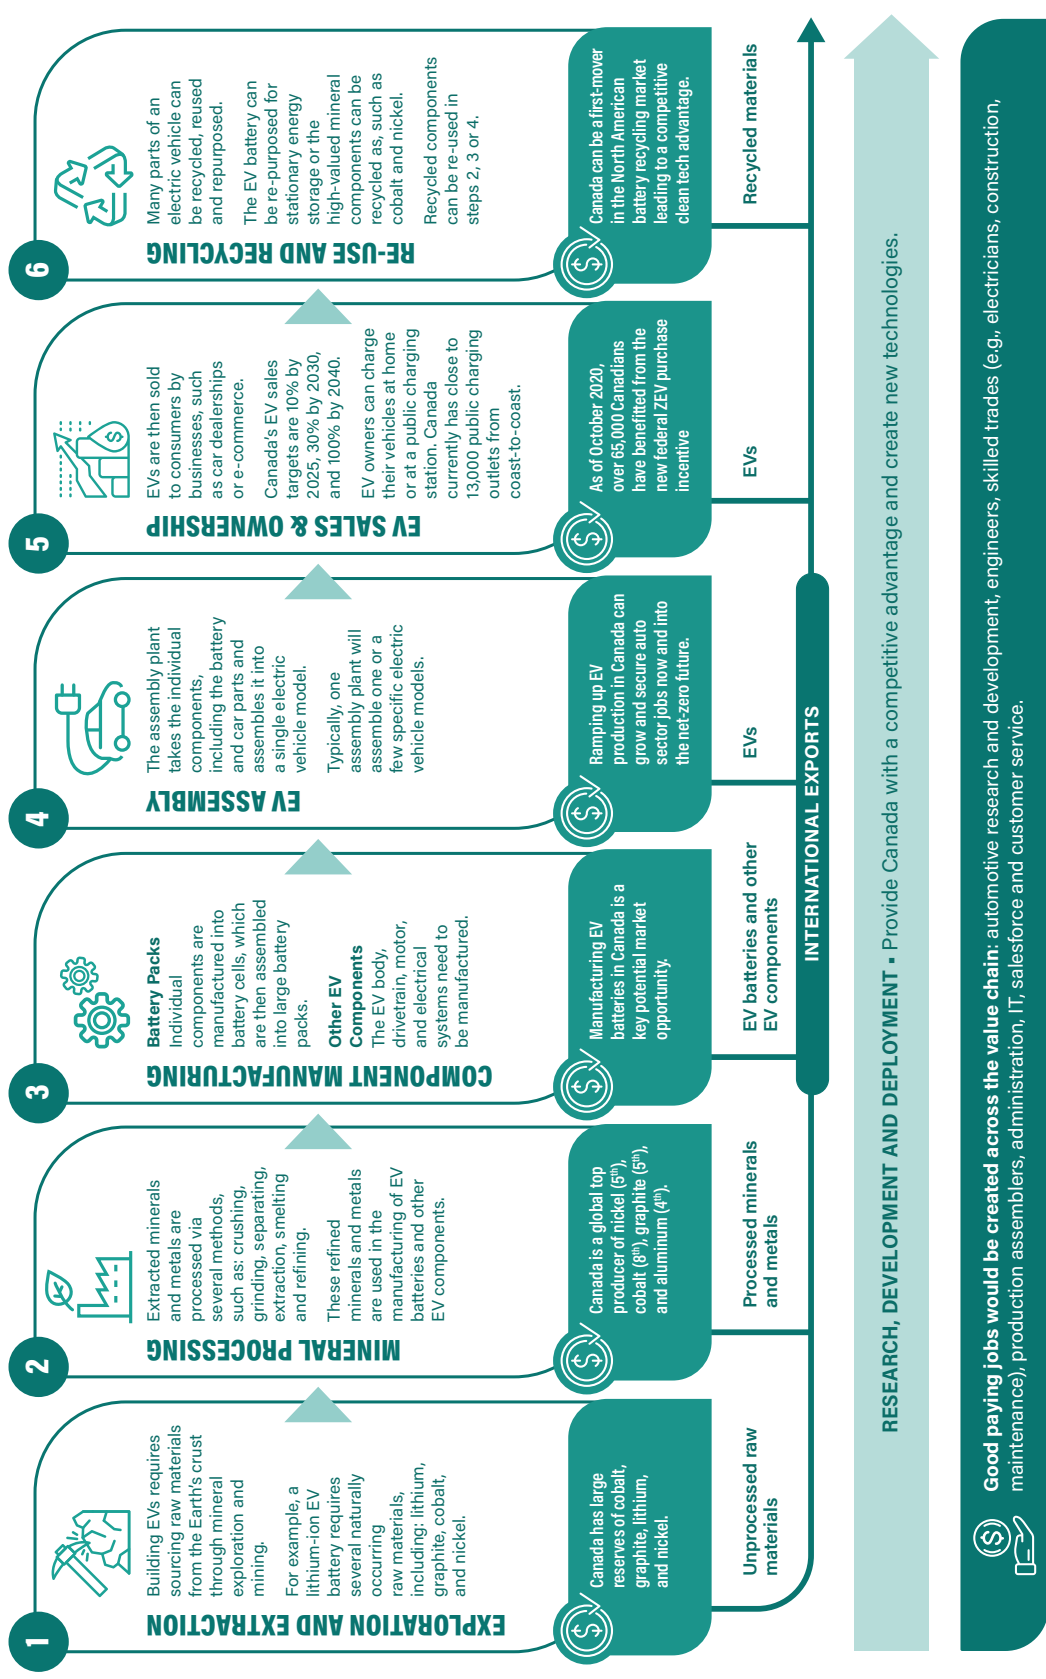 1
EXPLORATION AND EXTRACTION
Building EVs requires
sourcing raw materials
from the Earth's crust
through mineral
exploration and
mining.
For example, a
lithium-ion EV
battery requires
several naturally
occurring
raw materials,
including: lithium,
graphite, cobalt,
and nickel.
Canada has large
reserves of cobalt,
graphite, lithium,
and nickel.
Unprocessed raw
materials
2
MINERAL PROCESSING
Extracted minerals
and metals are
processed via
several methods,
such as: crushing,
grinding, separating,
extraction, smelting
and refining.
These refined
minerals and metals
are used in the
manufacturing of EV
batteries and other
EV components.
Canada is a global top
producer of nickel (5th),
cobalt (8th), graphite (5th),
and aluminum (4th).
Processed minerals
and metals
3
COMPONENT MANUFACTURING
Battery Packs
Individual
components are
manufactured into
battery cells, which
are then assembled
into large battery
packs.
Other EV
Components
The EV body,
drivetrain, motor,
and electrical
systems need to
be manufactured.
Manufacturing EV
batteries in Canada is a
key potential market
opportunity.
EV batteries and other
EV components
4
EV ASSEMBLY
The assembly plant
takes the individual
components,
including the battery
and car parts and
assembles it into
a single electric
vehicle model.
Typically, one
assembly plant will
assemble one or a
few specific electric
vehicle models.
Ramping up EV
production in Canada can
grow and secure auto
sector jobs now and into
the net-zero future.
EVs
5
EV SALES & OWNERSHIP
EVs are then sold
to consumers by
businesses, such
as car dealerships
or e-commerce.
Canada's EV sales
targets are 10% by
2025, 30% by 2030,
and 100% by 2040.
EV owners can charge
their vehicles at home
or at a public charging
station. Canada
currently has close to
13,000 public charging
outlets from
coast-to-coast.
As of October 2020,
over 65,000 Canadians
have benefitted from the
new federal ZEV purchase
incentive
EVs
6
RE-USE AND RECYCLING
Many parts of an
electric vehicle can
be recycled, reused
and repurposed.
The EV battery can
be re-purposed for
stationary energy
storage or the
high-valued mineral
components can be
recycled as, such as
cobalt and nickel.
Recycled components
can be re-used in
steps 2, 3 or 4.
Canada can be a first-mover
in the North American
battery recycling market
leading to a competitive
clean tech advantage.
Recycled materials
INTERNATIONAL EXPORTS
RESEARCH, DEVELOPMENT AND DEPLOYMENT ▪ Provide Canada with a competitive advantage and create new technologies.
Good paying jobs would be created across the value chain: automotive research and development, engineers, skilled trades (e.g., electricians, construction,
maintenance), production assemblers, administration, IT, salesforce and customer service.